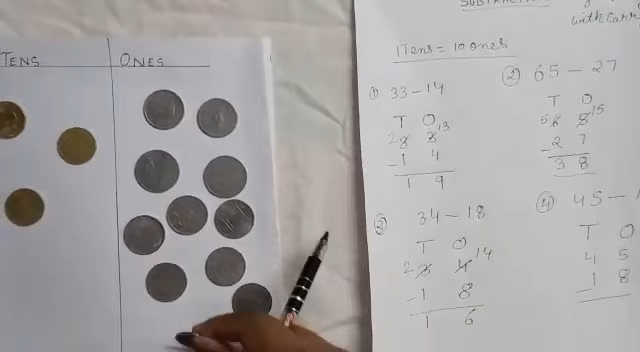 TENS ONES
with Carr
1 Tens = 10 ones
① 33 - 14
T O
2 3 3 13
- 1 4
1 9
② 65 - 27
T O
5 6 5 15
- 2 7
3 8
③ 34 - 18
T O
2 3 4 14
- 1 8
1 6
④ 45 - 1
T O
4 5
- 1 8